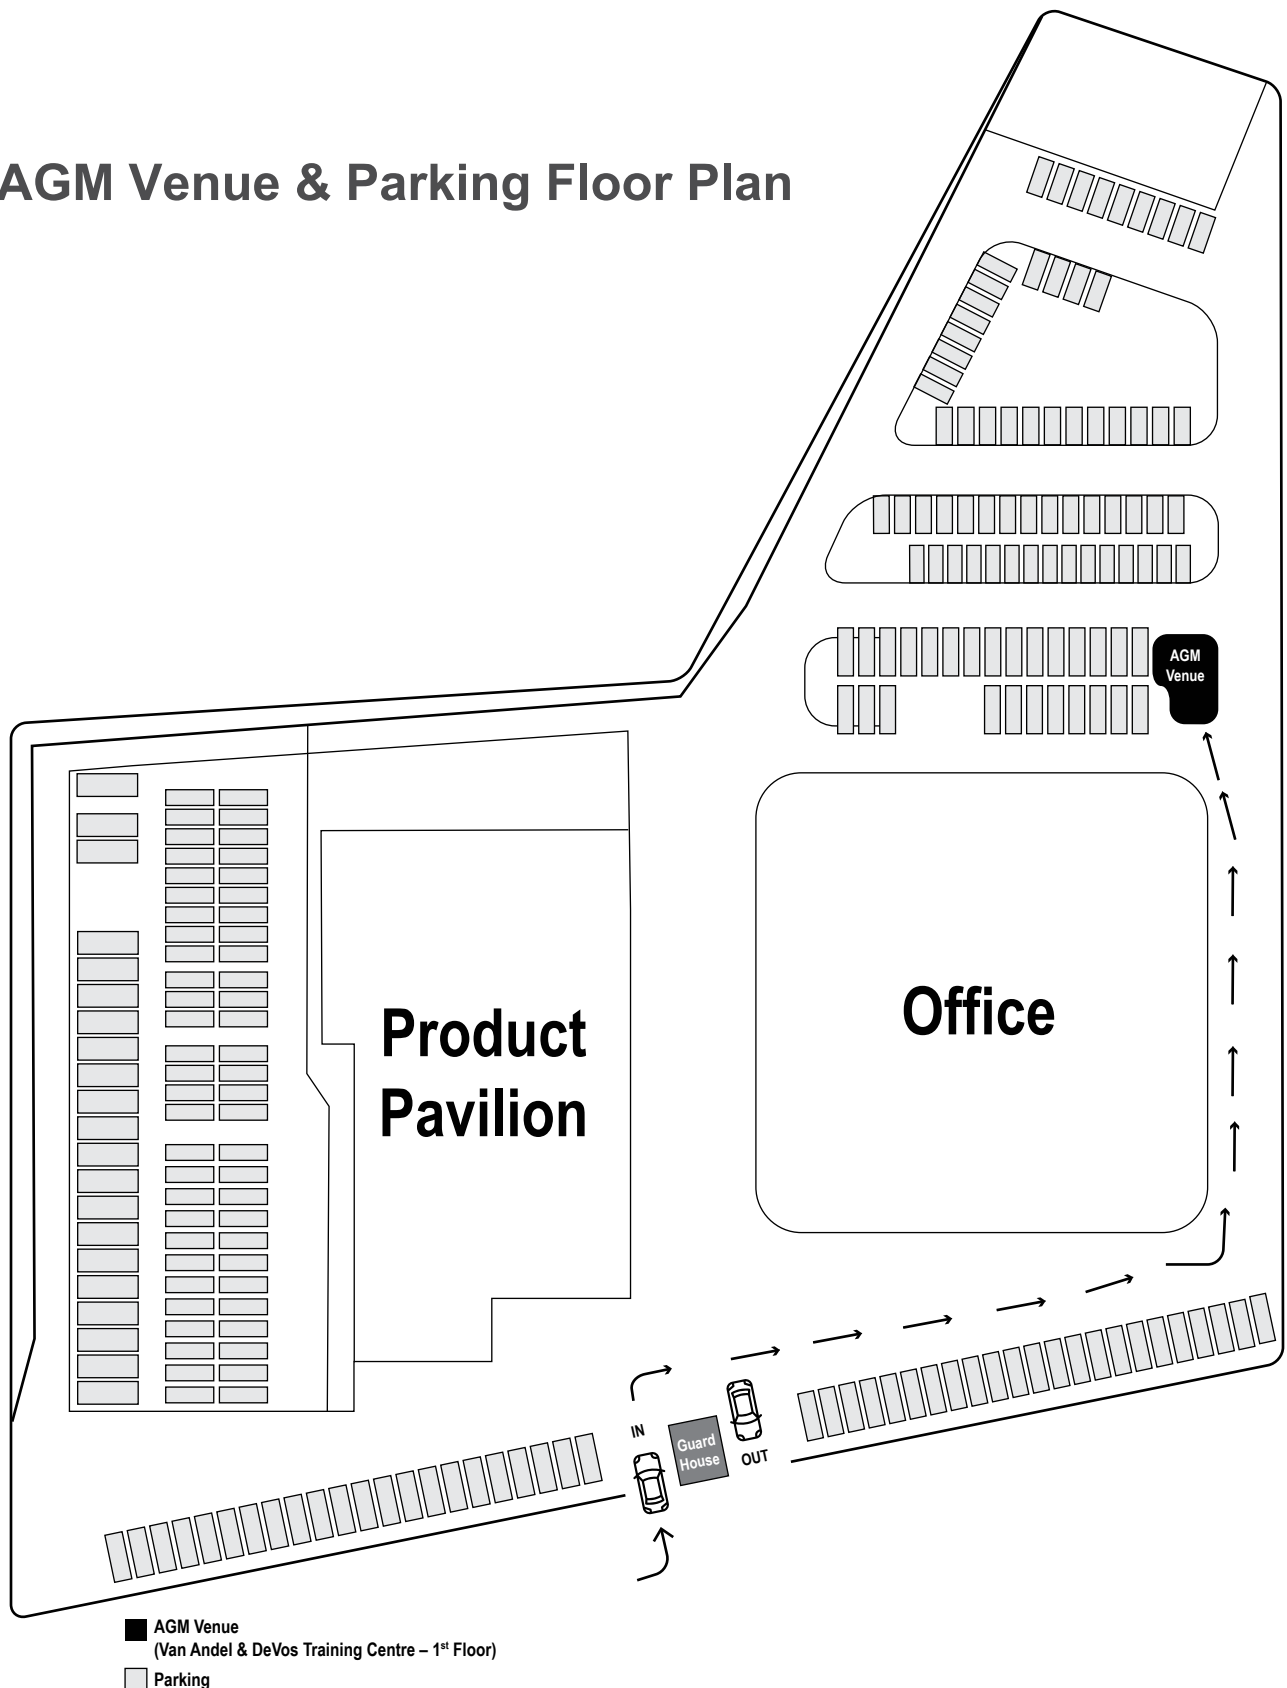 AGM Venue & Parking Floor Plan
AGM
Venue
Office
Product
Pavilion
IN
Guard
House
OUT
AGM Venue
(Van Andel & DeVos Training Centre – 1st Floor)
Parking